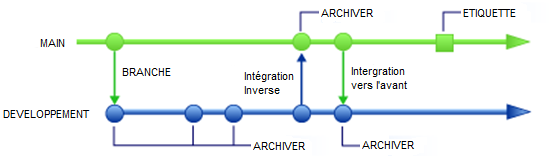 ARCHIVER
ETIQUETTE
MAIN
BRANCHE
Intégration
Inverse
Intergration
vers l'avant
DEVELOPPEMENT
ARCHIVER
ARCHIVER